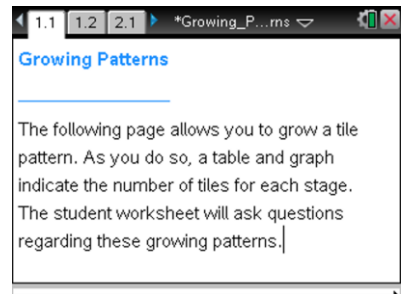 1.1 1.2 2.1 *Growing_P...rns
Growing Patterns
The following page allows you to grow a tile
pattern. As you do so, a table and graph
indicate the number of tiles for each stage.
The student worksheet will ask questions
regarding these growing patterns.